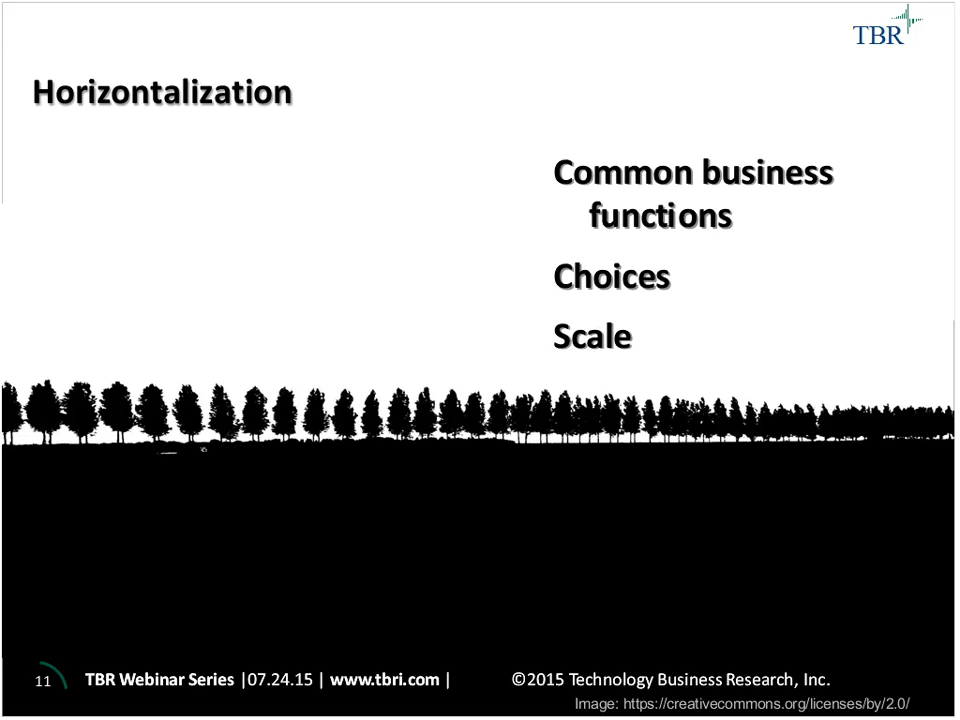 TBR
Horizontalization
Common business
functions
Choices
Scale
11
TBR Webinar Series |07.24.15 | www.tbri.com |
©2015 Technology Business Research, Inc.
Image: https://creativecommons.org/licenses/by/2.0/